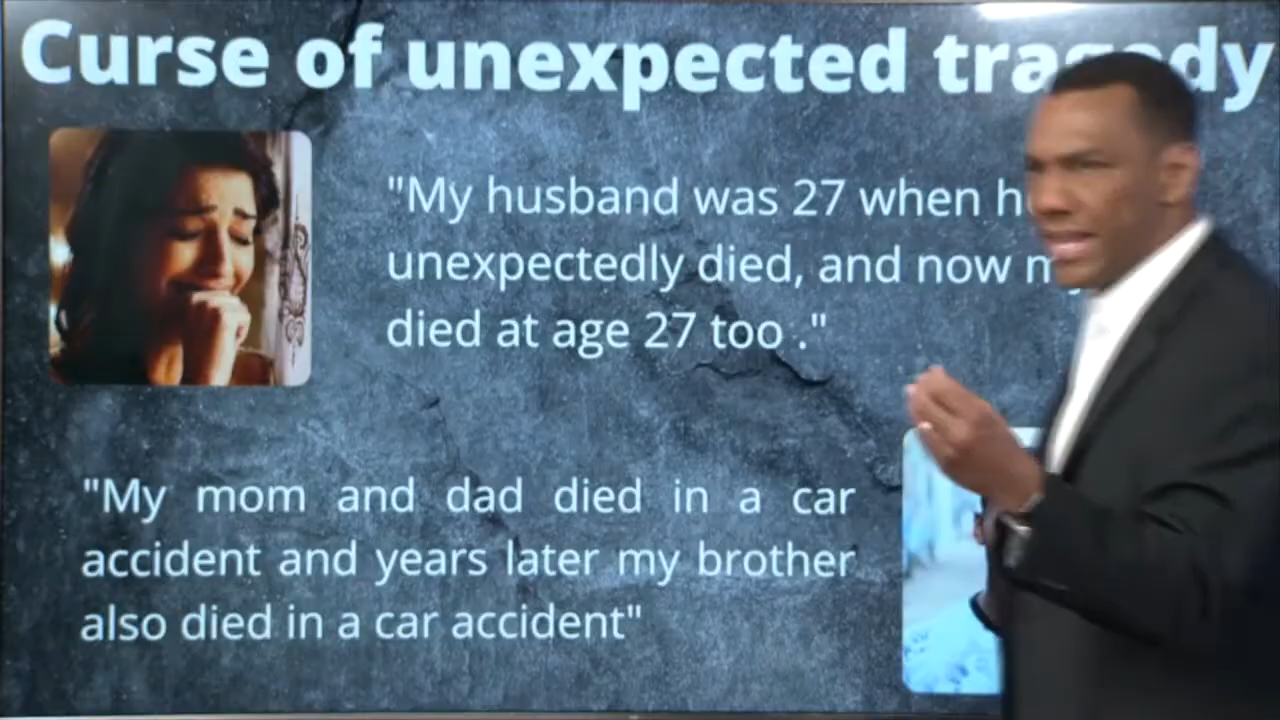 Curse of unexpected tragedy
"My husband was 27 when
unexpectedly died, and now
died at age 27 too ."
"My mom and dad died in a car
accident and years later my brother
also died in a car accident"